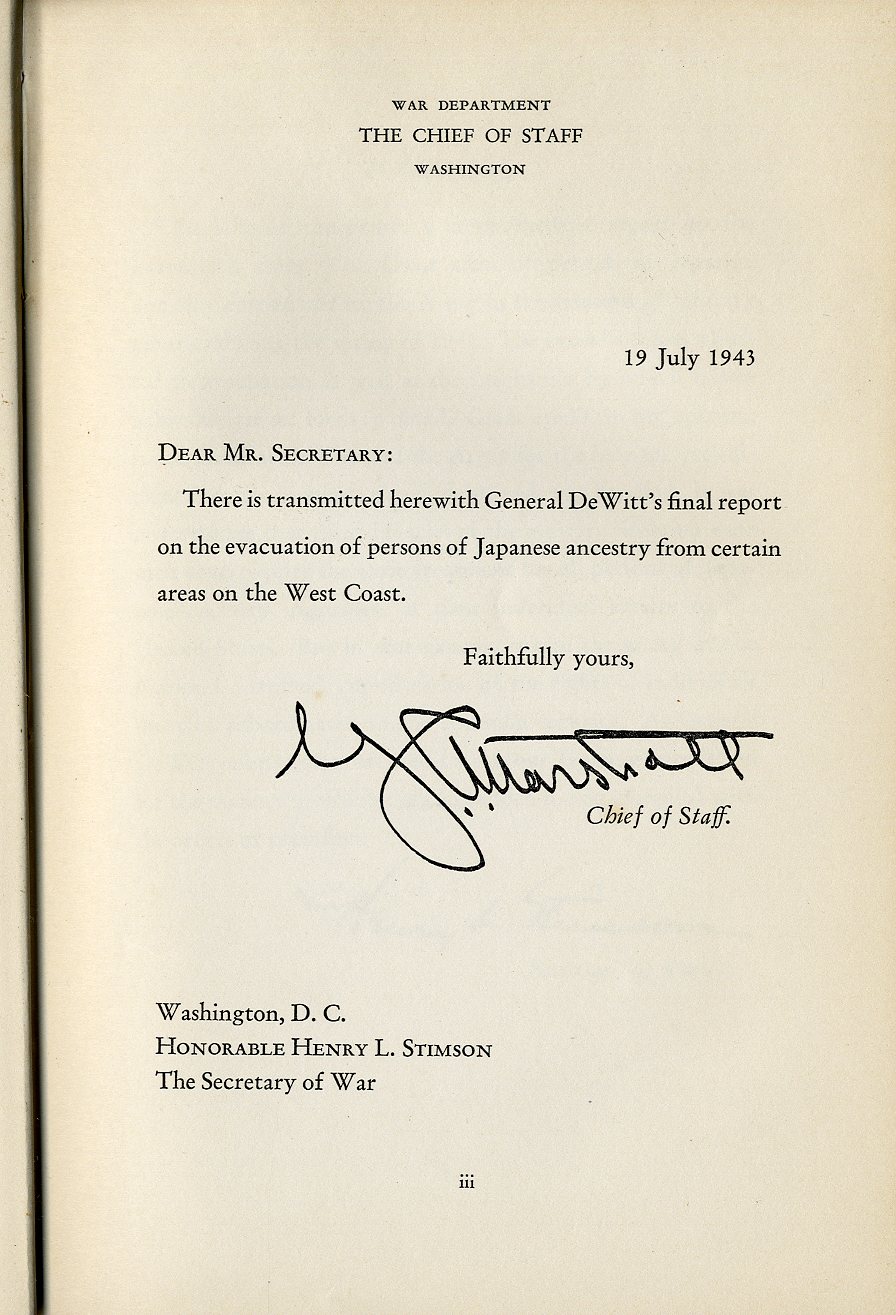 WAR DEPARTMENT
THE CHIEF OF STAFF
WASHINGTON
19 July 1943
DEAR MR. SECRETARY:
There is transmitted herewith General DeWitt's final report
on the evacuation of persons of Japanese ancestry from certain
areas on the West Coast.
Faithfully yours,
G. C. Marshall
Chief of Staff.
Washington, D. C.
HONORABLE HENRY L. STIMSON
The Secretary of War
iii